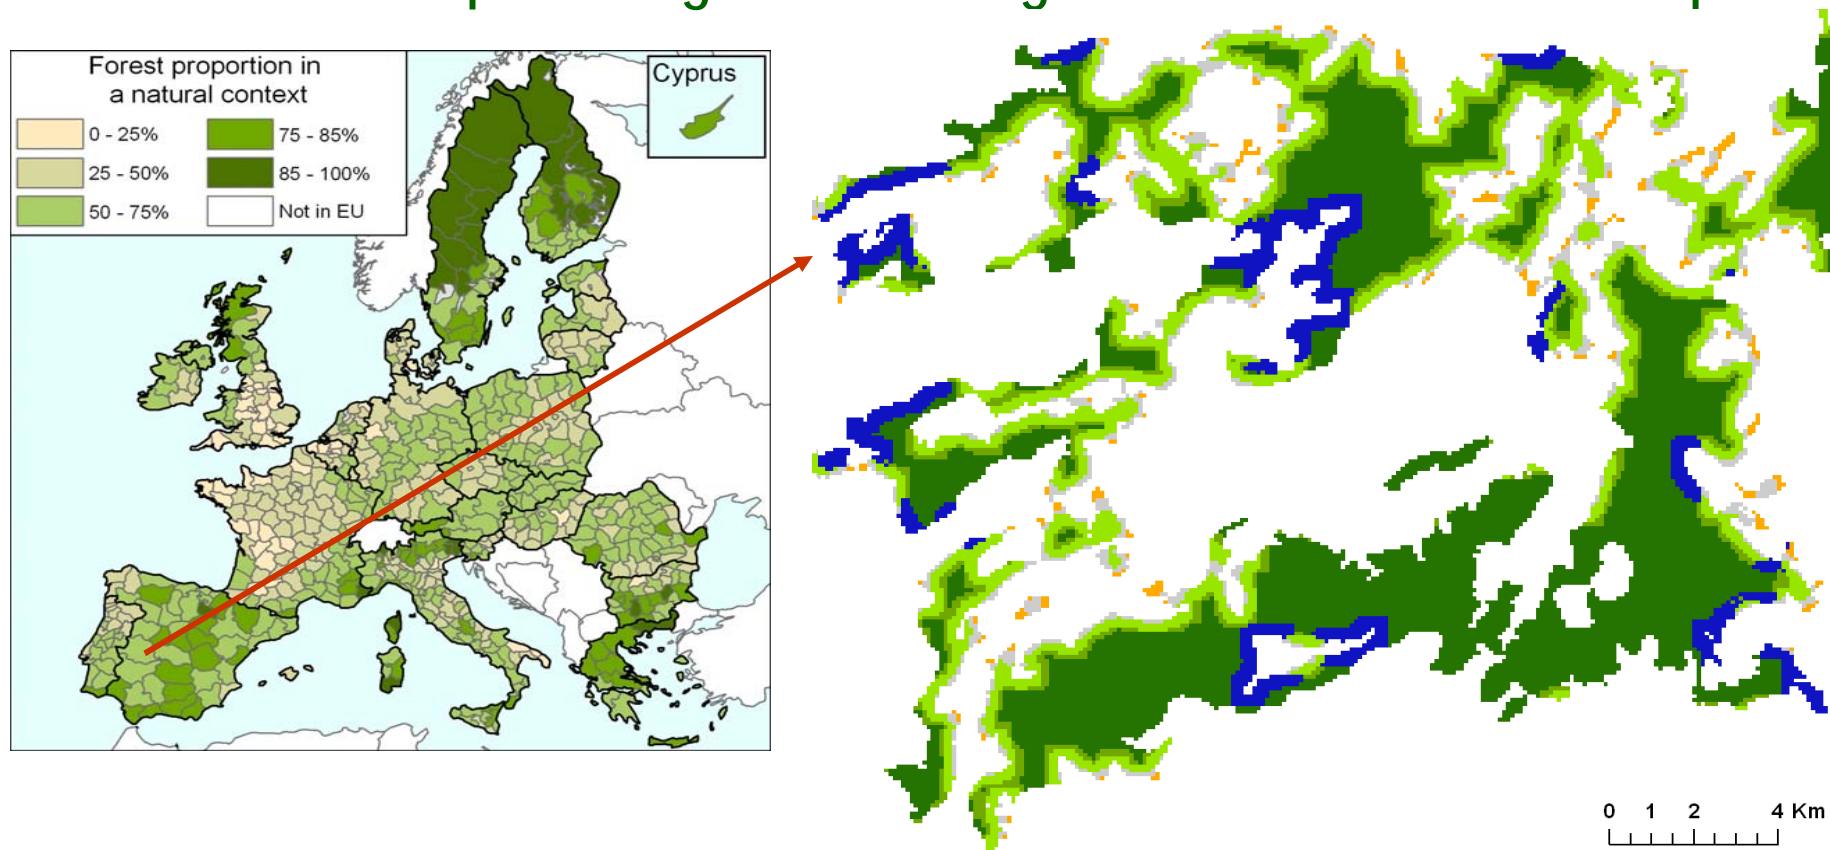 Forest proportion in
a natural context
0 - 25%
25 - 50%
50 - 75%
75 - 85%
85 - 100%
Not in EU
Cyprus
0 1 2 4 Km